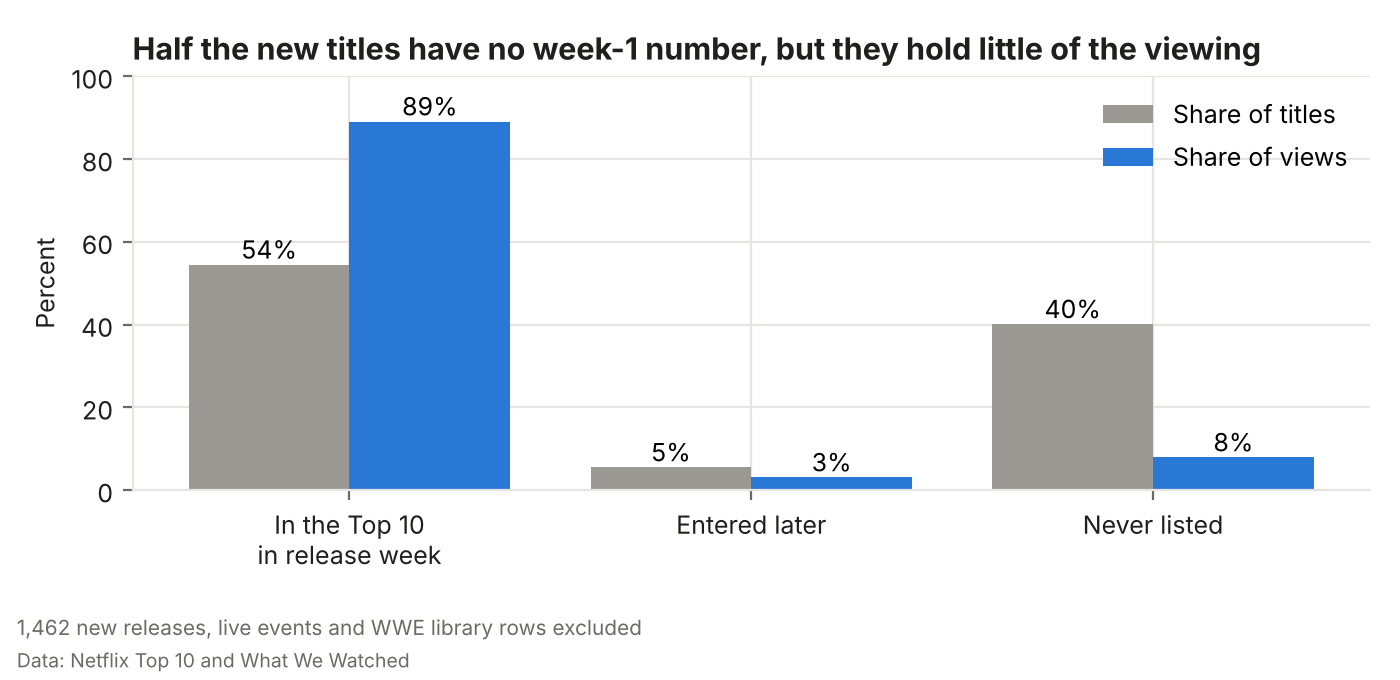 Half the new titles have no week-1 number, but they hold little of the viewing
100
80
60
40
20
0
Percent
89%
54%
5%
3%
40%
8%
Share of titles
Share of views
In the Top 10
in release week
Entered later
Never listed
1,462 new releases, live events and WWE library rows excluded
Data: Netflix Top 10 and What We Watched